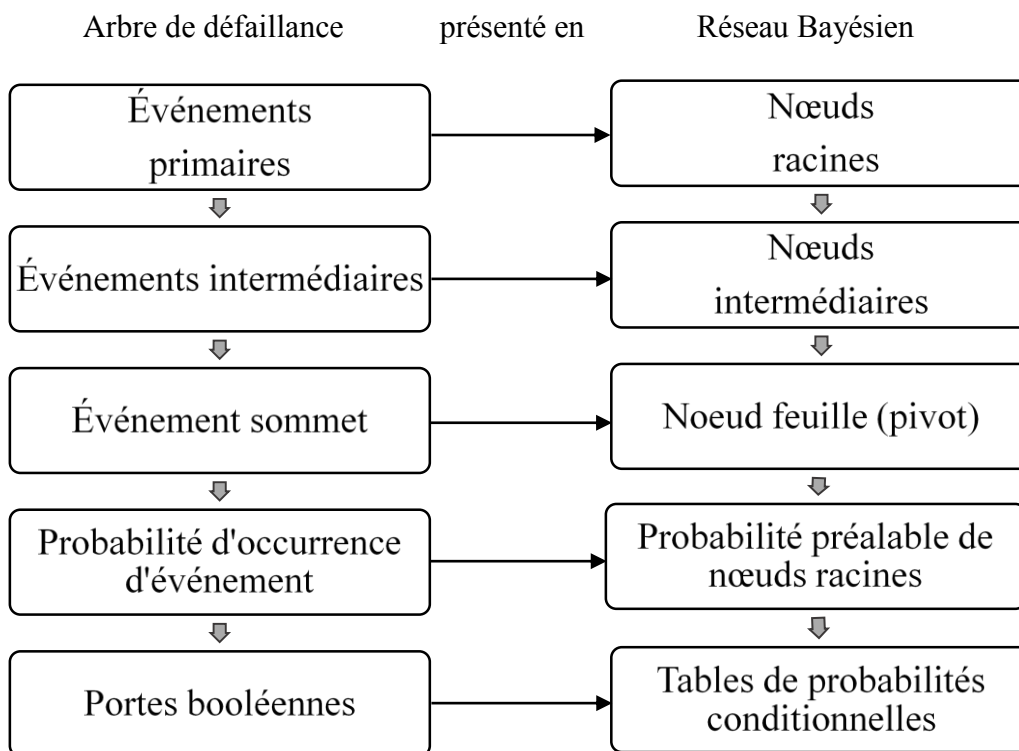 Arbre de défaillance présenté en Réseau Bayésien
Événements
primaires
Nœuds
racines
Événements intermédiaires
Nœuds
intermédiaires
Événement sommet
Noeud feuille (pivot)
Probabilité d'occurrence
d'événement
Probabilité préalable de
nœuds racines
Portes booléennes
Tables de probabilités
conditionnelles